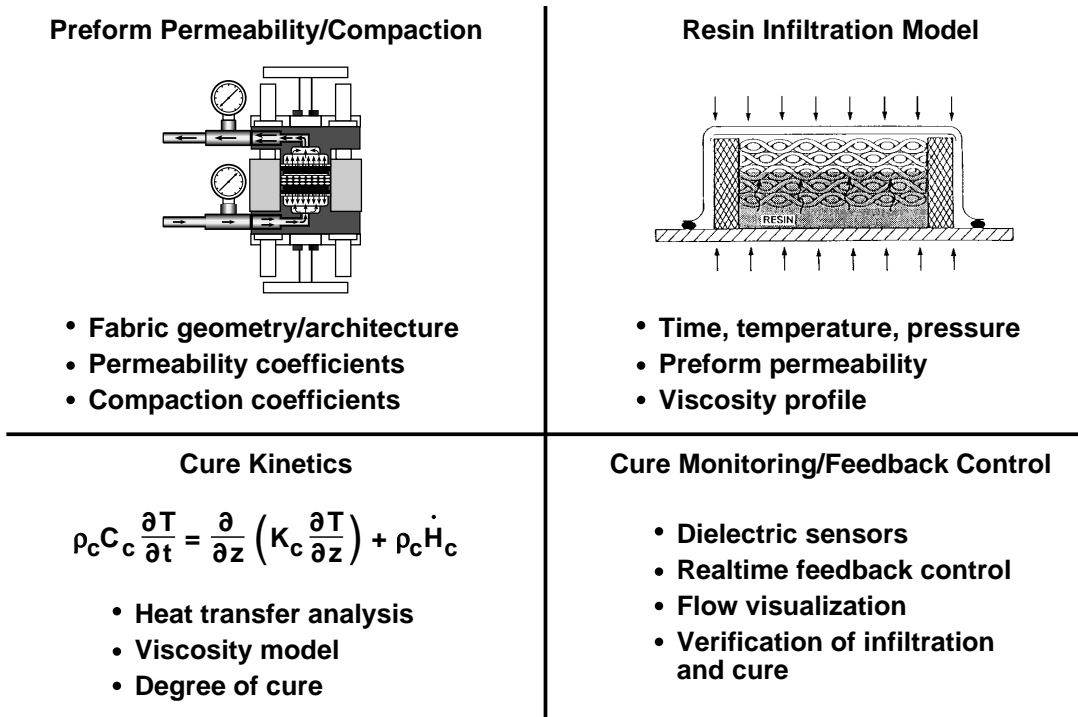 Preform Permeability/Compaction
• Fabric geometry/architecture
• Permeability coefficients
• Compaction coefficients
Resin Infiltration Model
RESIN
• Time, temperature, pressure
• Preform permeability
• Viscosity profile
Cure Kinetics
ρcCc ∂T/∂t = ∂/∂z (Kc ∂T/∂z) + ρcḢc
• Heat transfer analysis
• Viscosity model
• Degree of cure
Cure Monitoring/Feedback Control
• Dielectric sensors
• Realtime feedback control
• Flow visualization
• Verification of infiltration
and cure